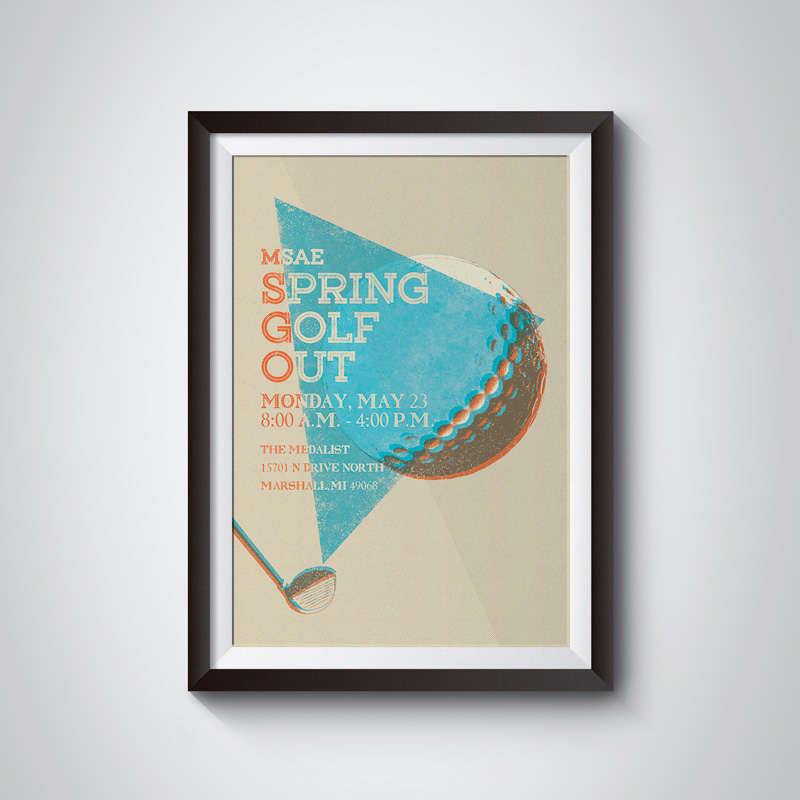 MSAE
SPRING
GOLF
OUT
MONDAY, MAY 23
8:00 A.M. - 4:00 P.M.
THE MEDALIST
15701 N DRIVE NORTH
MARSHALL, MI 49068